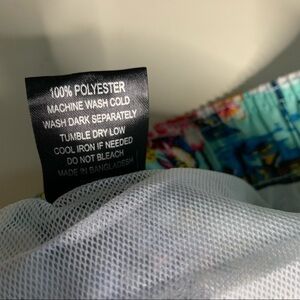 100% POLYESTER
MACHINE WASH COLD
WASH DARK SEPARATELY
TUMBLE DRY LOW
COOL IRON IF NEEDED
DO NOT BLEACH
MADE IN BANGLADESH